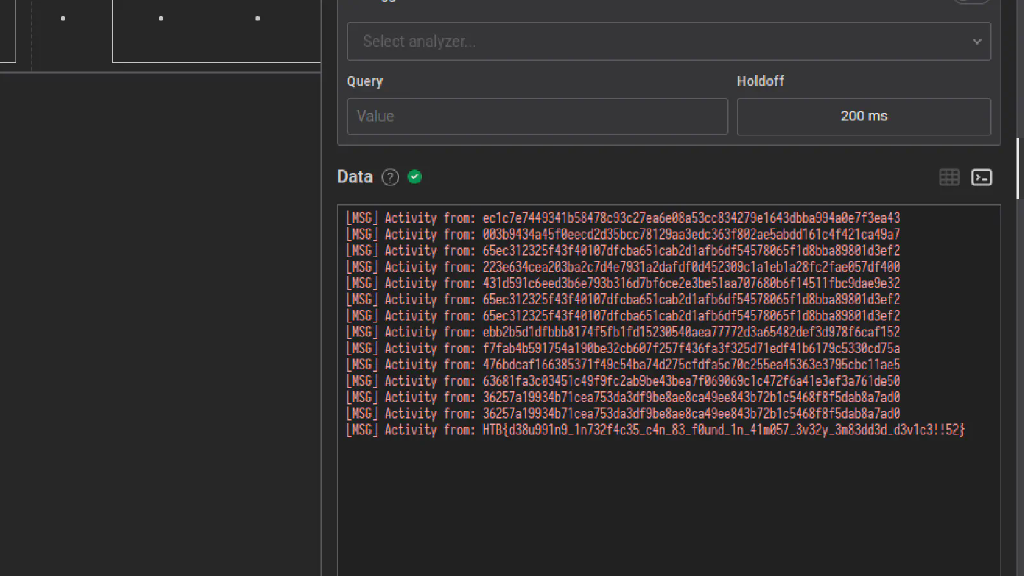 Select analyzer...
Query
Holdoff
Value
200 ms
Data ?
[MSG] Activity from: ec1c7e7449341b58478c93c27ea6e08a53cc834279e1643dbba994a0e7f3ea43
[MSG] Activity from: 003b9434a45f0eecd2d35bcc78129aa3edc363f802ae5abdd161c4f421ca49a7
[MSG] Activity from: 65ec312325f43f40107dfcba651cab2d1afb6df54578065f1d8bba89801d3ef2
[MSG] Activity from: 223e634cea203ba2c7d4e7931a2dafdf0d452309c1a1eb1a28fc2fae057df400
[MSG] Activity from: 431d591c6eed3b6e793b316d7bf6ce2e3be51aa707680b6f14511fbc9dae9e32
[MSG] Activity from: 65ec312325f43f40107dfcba651cab2d1afb6df54578065f1d8bba89801d3ef2
[MSG] Activity from: 65ec312325f43f40107dfcba651cab2d1afb6df54578065f1d8bba89801d3ef2
[MSG] Activity from: ebb2b5d1dfbbb8174f5fb1fd15230540aea77772d3a65482def3d978f6caf152
[MSG] Activity from: f7fab4b591754a190be32cb607f257f436fa3f325d71edf41b6179c5330cd75a
[MSG] Activity from: 476bdcaf166385371f49c54ba74d275cfdfa5c70c255ea45363e3795cbc11ae5
[MSG] Activity from: 63681fa3c03451c49f9fc2ab9be43bea7f069069c1c472f6a41e3ef3a761de50
[MSG] Activity from: 36257a19934b71cea753da3df9be8ae8ca49ee843b72b1c5468f8f5dab8a7ad0
[MSG] Activity from: 36257a19934b71cea753da3df9be8ae8ca49ee843b72b1c5468f8f5dab8a7ad0
[MSG] Activity from: HTB{d38u991n9_1n732f4c35_c4n_83_f0und_1n_41m057_3v32y_3m83dd3d_d3v1c3!!52}